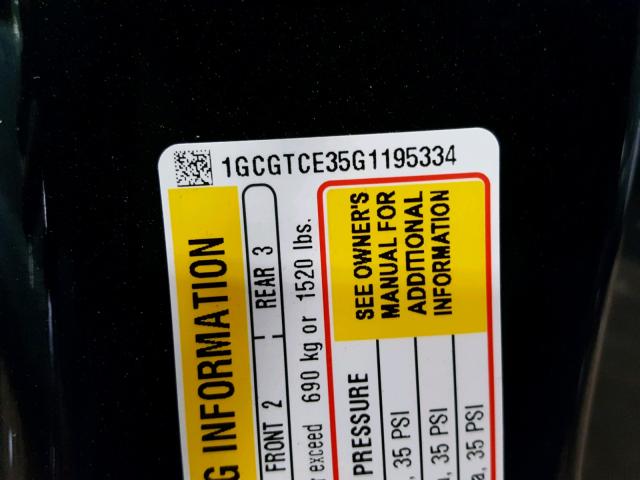 1GCGTCE35G1195334
G INFORMATION
FRONT 2 REAR 3
exceed 690 kg or 1520 lbs.
SEE OWNER'S
MANUAL FOR
ADDITIONAL
INFORMATION
PRESSURE
, 35 PSI
, 35 PSI
a, 35 PSI